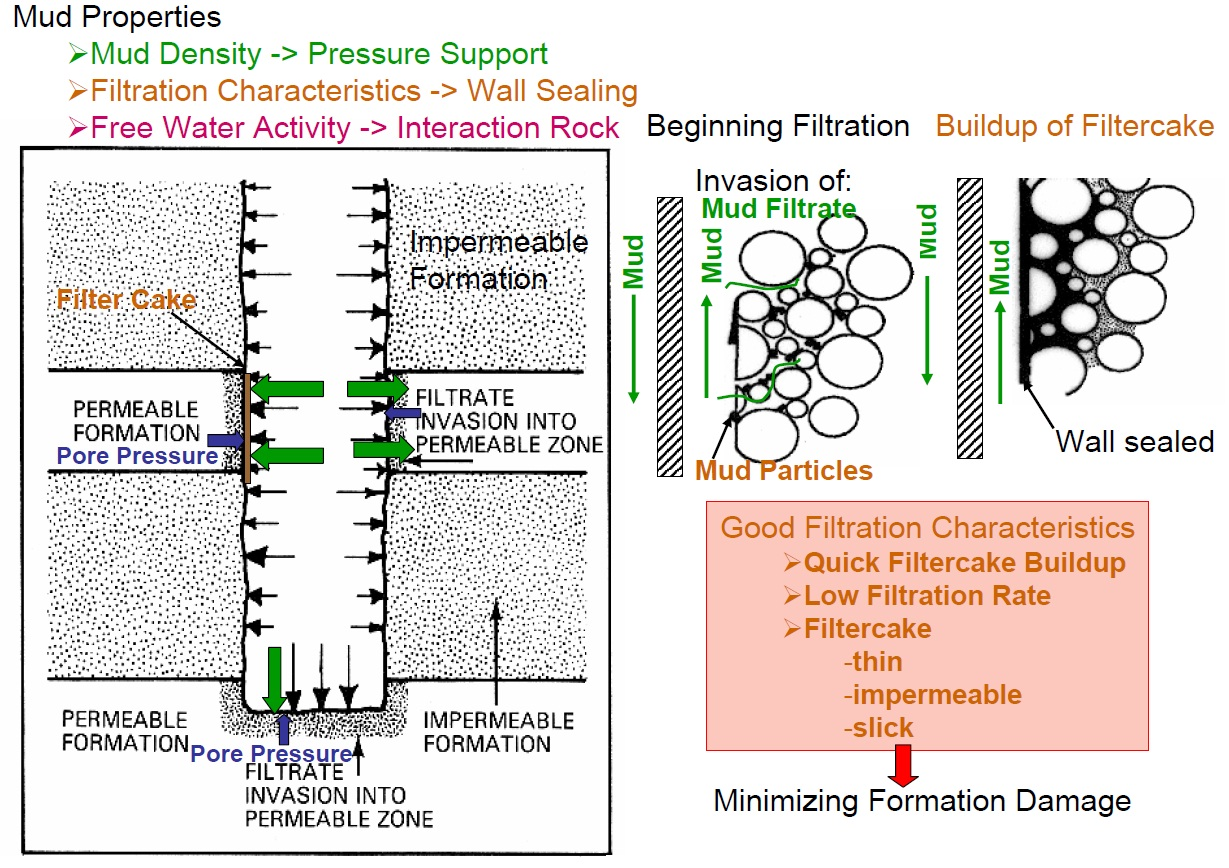 Mud Properties
➢Mud Density -> Pressure Support
➢Filtration Characteristics -> Wall Sealing
➢Free Water Activity -> Interaction Rock
Impermeable
Formation
Filter Cake
PERMEABLE
FORMATION
Pore Pressure
FILTRATE
INVASION INTO
PERMEABLE ZONE
PERMEABLE
FORMATION
Pore Pressure
IMPERMEABLE
FORMATION
FILTRATE
INVASION INTO
PERMEABLE ZONE
Beginning Filtration
Invasion of:
Mud Filtrate
Mud
Mud
Mud Particles
Buildup of Filtercake
Mud
Mud
Wall sealed
Good Filtration Characteristics
➢Quick Filtercake Buildup
➢Low Filtration Rate
➢Filtercake
-thin
-impermeable
-slick
Minimizing Formation Damage